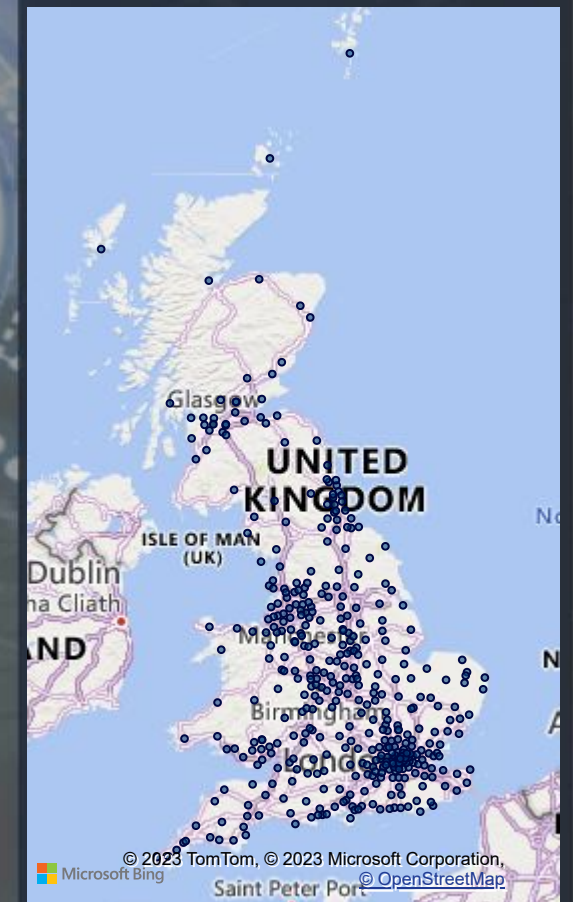 Glasgow
UNITED
KINGDOM
ISLE OF MAN
(UK)
Dublin
ha Cliath
AND
Manchester
Birmingham
London
N
© 2023 TomTom, © 2023 Microsoft Corporation,
Microsoft Bing
© OpenStreetMap
Saint Peter Port